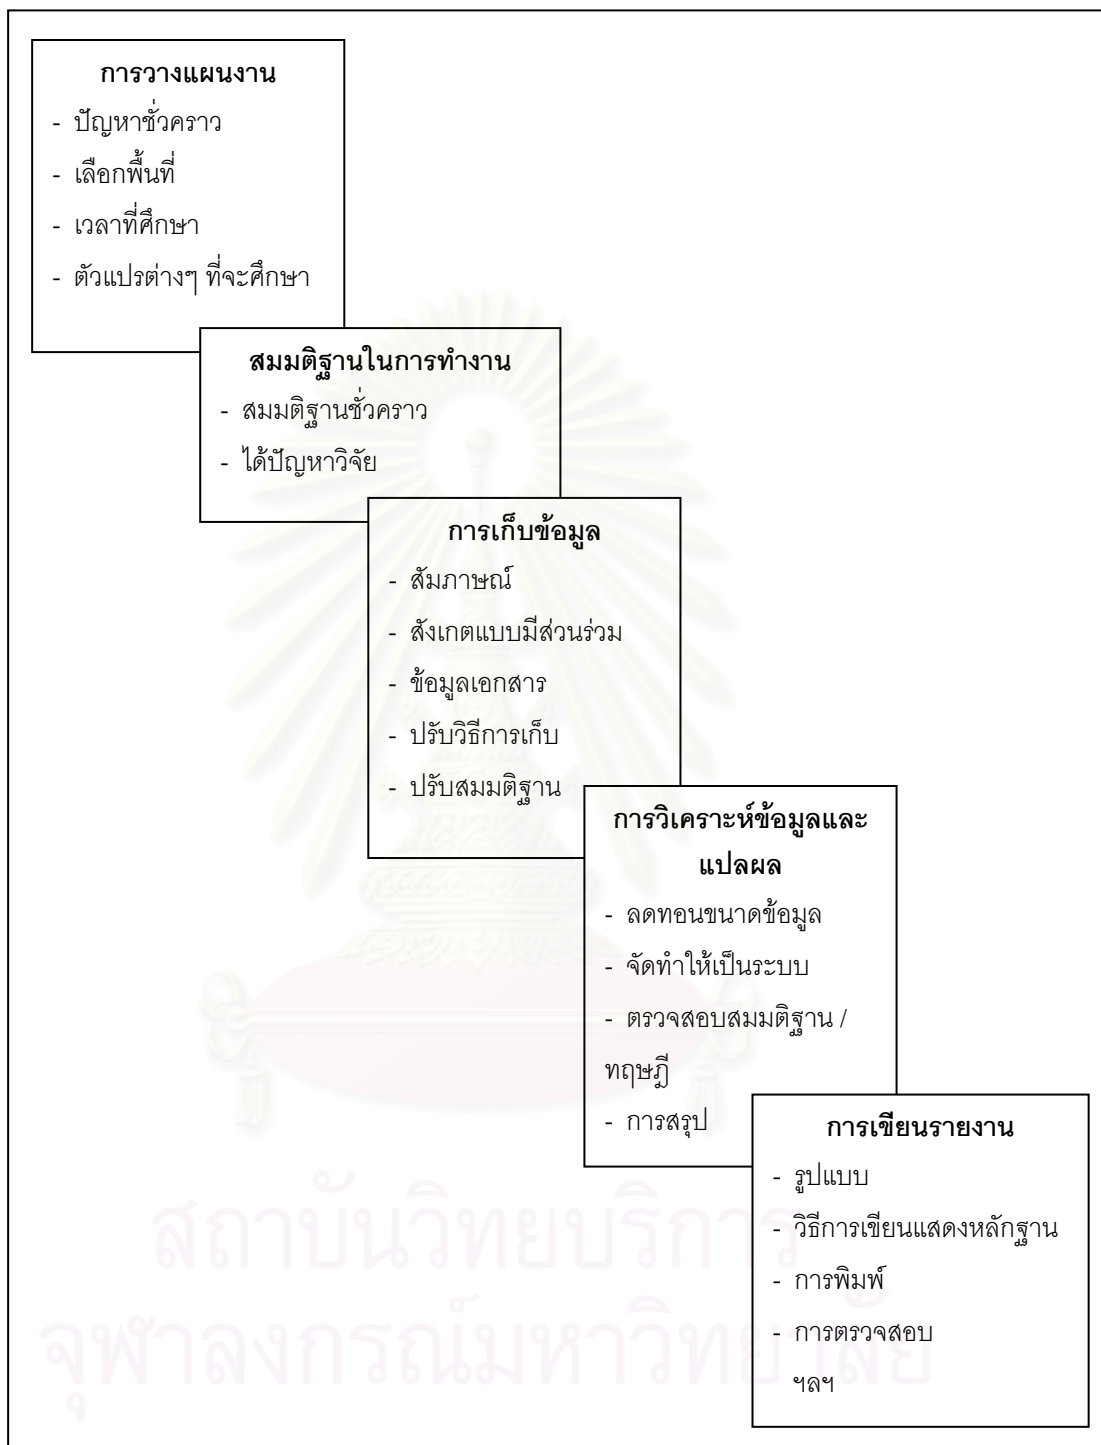 การวางแผนงาน
- ปัญหาชั่วคราว
- เลือกพื้นที่
- เวลาที่ศึกษา
- ตัวแปรต่างๆ ที่จะศึกษา
สมมติฐานในการทำงาน
- สมมติฐานชั่วคราว
- ได้ปัญหาวิจัย
การเก็บข้อมูล
- สัมภาษณ์
- สังเกตแบบมีส่วนร่วม
- ข้อมูลเอกสาร
- ปรับวิธีการเก็บ
- ปรับสมมติฐาน
การวิเคราะห์ข้อมูลและ
แปลผล
- ลดทอนขนาดข้อมูล
- จัดทำให้เป็นระบบ
- ตรวจสอบสมมติฐาน /
ทฤษฎี
- การสรุป
การเขียนรายงาน
- รูปแบบ
- วิธีการเขียนแสดงหลักฐาน
- การพิมพ์
- การตรวจสอบ
ฯลฯ
สถาบันวิทยบริการ
จุฬาลงกรณ์มหาวิทยาลัย